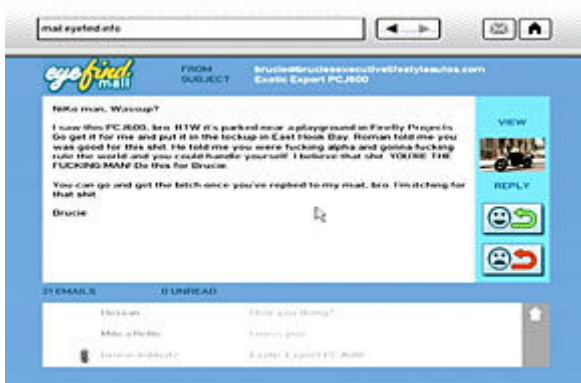 mail.eyefind.info
eyefind mail
FROM brucie@bruciesexecutivelifestyleautos.com
SUBJECT Exotic Export PCJ600
Niko man, Wassup?
I saw this PCJ600, bro. BTW it's parked near a playground in Firefly Projects.
Go get it for me and put it in the lockup in East Hook Bay. Roman told me you
was good for this shit. He told me you were fucking alpha and gonna fucking
rule the world and you could handle yourself. I believe that shit. YOU'RE THE
FUCKING MAN! Do this for Brucie.
You can go and get the bitch once you've replied to my mail, bro. I'm itching for
that shit.
Brucie
VIEW
REPLY
21 EMAILS 0 UNREAD
How you doing?
Exotic Export PCJ600